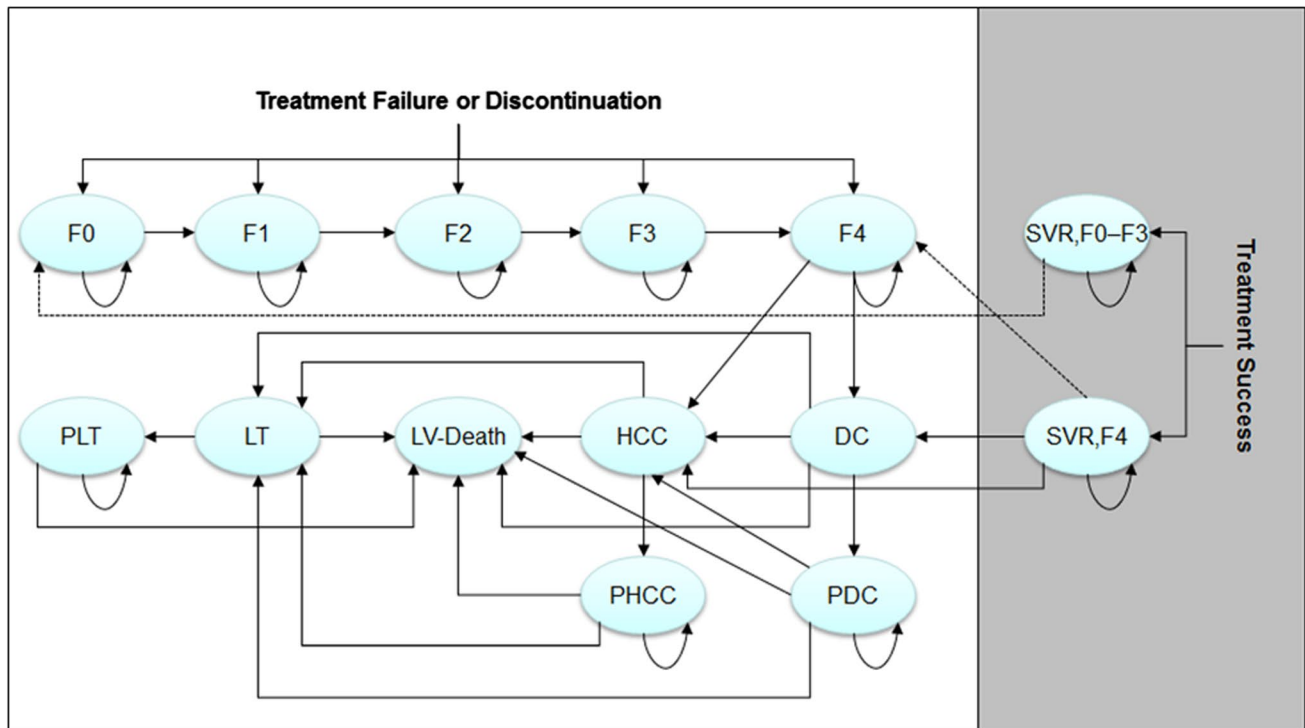 Treatment Failure or Discontinuation
F0
F1
F2
F3
F4
SVR,F0–F3
Treatment Success
PLT
LT
LV-Death
HCC
DC
SVR,F4
PHCC
PDC